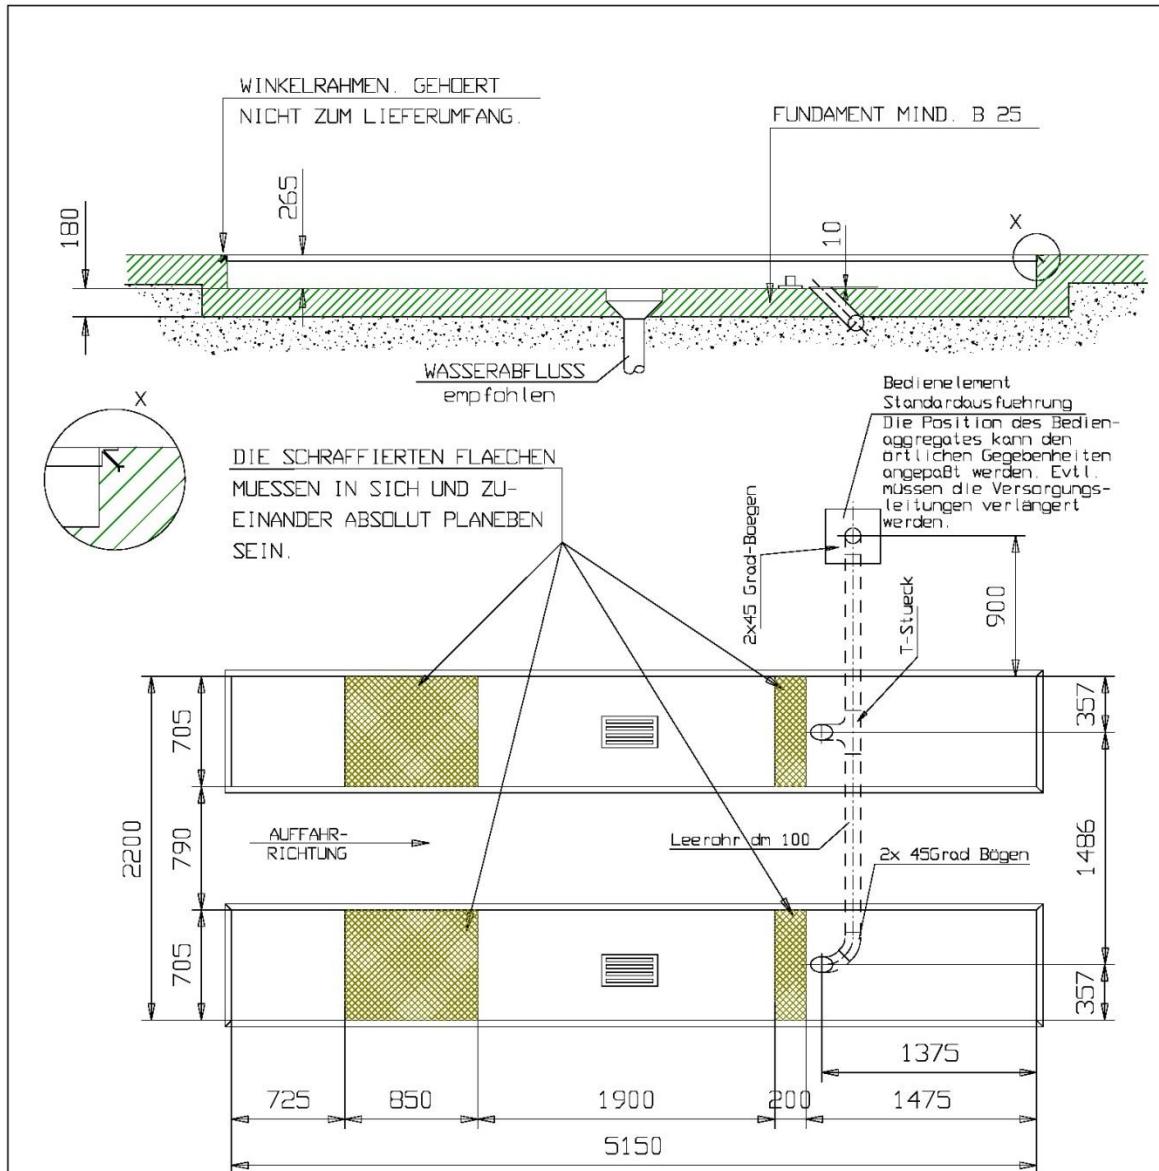 WINKELRAHMEN. GEHOERT
NICHT ZUM LIEFERUMFANG.
FUNDAMENT MIND. B 25
265
180
10
X
WASSERABFLUSS
empfohlen
X
Bedienelement
Standardausfuehrung
Die Position des Bedien-
aggregates kann den
örtlichen Gegebenheiten
angepaßt werden. Evtl.
müssen die Versorgungs-
leitungen verlängert
werden.
DIE SCHRAFFIERTEN FLAECHEN
MUESSEN IN SICH UND ZU-
EINANDER ABSOLUT PLANEBEN
SEIN.
2x45 Grad-Boegen
T-Stueck
900
705
357
2200
790
AUFFAHR-
RICHTUNG
Leerohr dm 100
2x 45Grad Bögen
1486
705
357
1375
725
850
1900
200
1475
5150